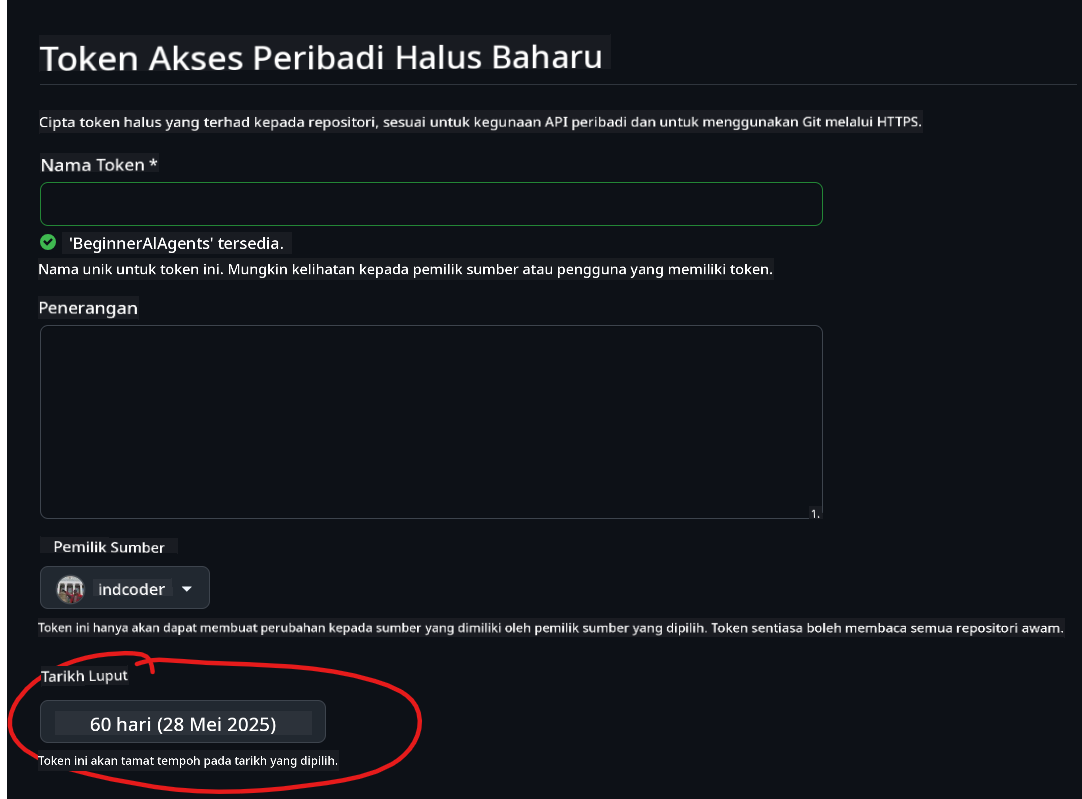 Token Akses Peribadi Halus Baharu
Cipta token halus yang terhad kepada repositori, sesuai untuk kegunaan API peribadi dan untuk menggunakan Git melalui HTTPS.
Nama Token *
'BeginnerAIAgents' tersedia.
Nama unik untuk token ini. Mungkin kelihatan kepada pemilik sumber atau pengguna yang memiliki token.
Penerangan
1.
Pemilik Sumber
indcoder
Token ini hanya akan dapat membuat perubahan kepada sumber yang dimiliki oleh pemilik sumber yang dipilih. Token sentiasa boleh membaca semua repositori awam.
Tarikh Luput
60 hari (28 Mei 2025)
Token ini akan tamat tempoh pada tarikh yang dipilih.